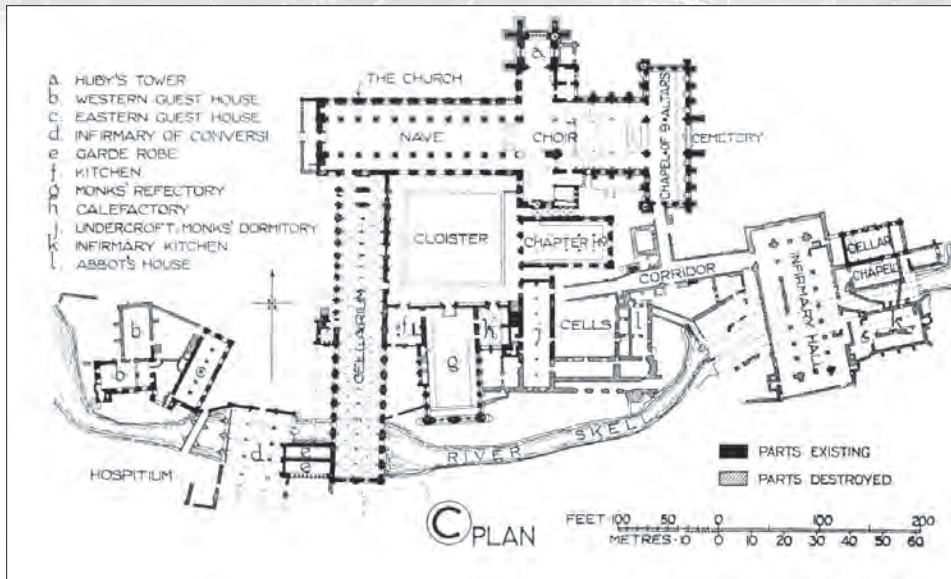 a. HUBY'S TOWER
b. WESTERN GUEST HOUSE
c. EASTERN GUEST HOUSE
d. INFIRMARY OF CONVERSI.
e. GARDE ROBE
f. KITCHEN
g. MONKS' REFECTORY
h. CALEFACTORY
j. UNDERCROFT, MONKS' DORMITORY
k. INFIRMARY KITCHEN
l. ABBOT'S HOUSE
THE CHURCH
a
NAVE
CHOIR
CHAPEL OF 9 ALTARS
CEMETERY
CLOISTER
CHAPTER HO
CORRIDOR
CELLAR
CHAPEL
INFIRMARY HALL
CELLARIUM
CELLS
b
c
f
h
j
l
g
d
e
e
HOSPITIUM
RIVER SKELL
PARTS EXISTING
PARTS DESTROYED
C PLAN
FEET 100 50 0 100 200
METRES 10 0 10 20 30 40 50 60